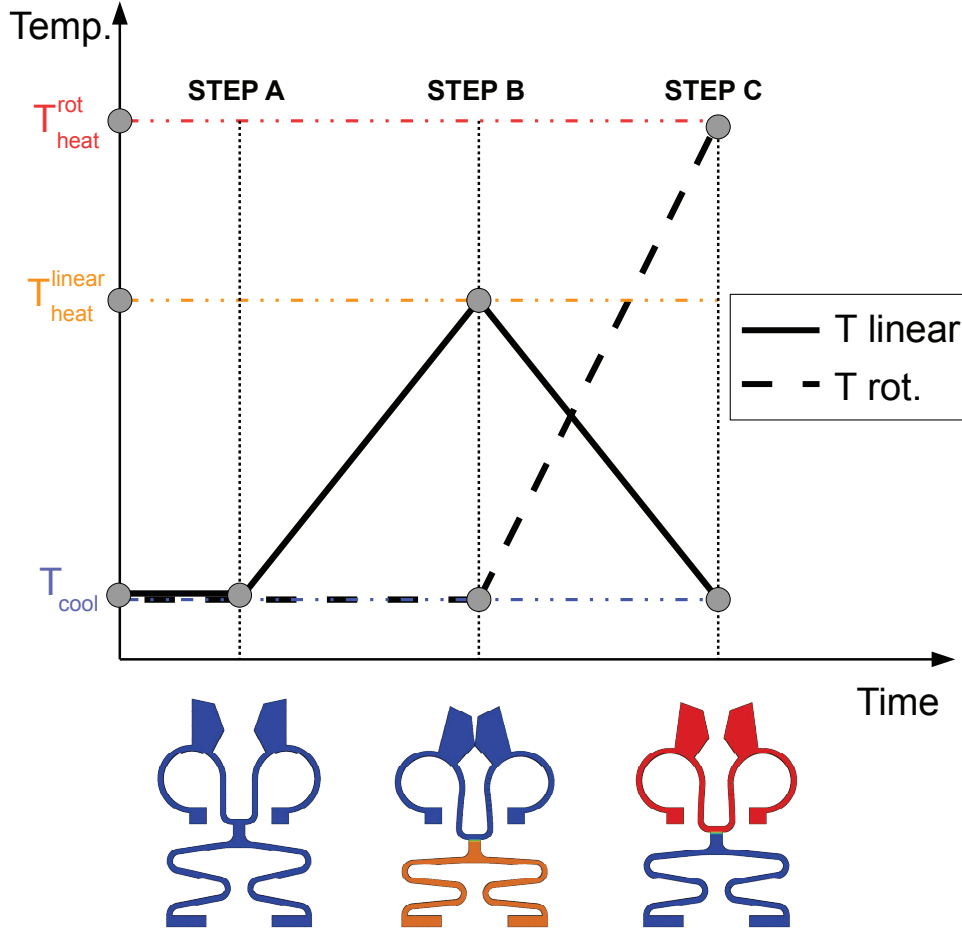 Temp.
STEP A
STEP B
STEP C
T rot heat
T linear heat
T linear
T rot.
T cool
Time